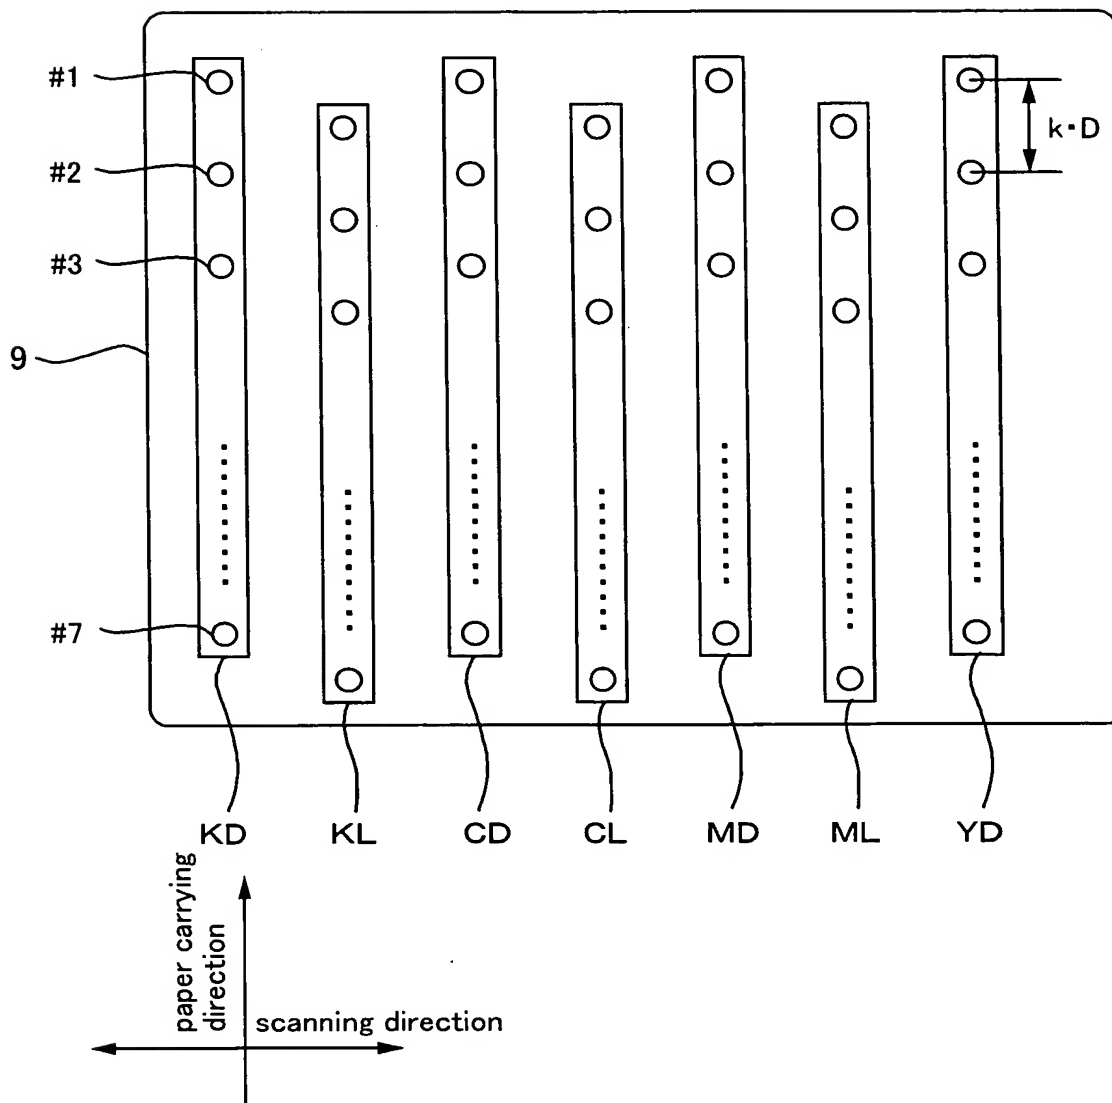 #1
#2
#3
9
#7
k·D
KD KL CD CL MD ML YD
paper carrying
direction
scanning direction